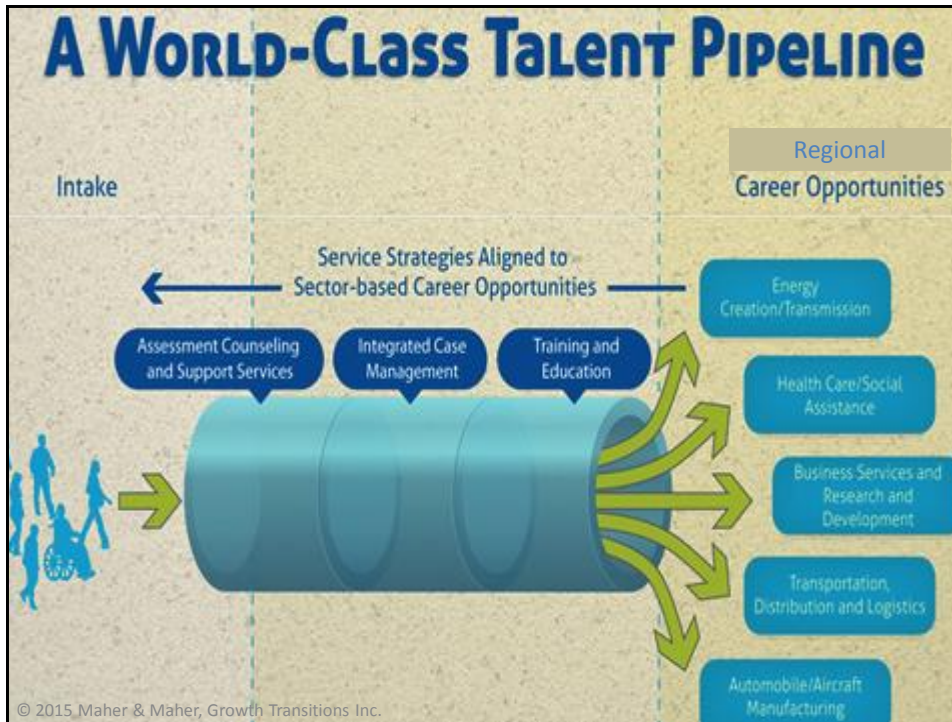 A World-Class Talent Pipeline
Regional
Intake
Career Opportunities
Service Strategies Aligned to
Sector-based Career Opportunities
Assessment Counseling
and Support Services
Integrated Case
Management
Training and
Education
Energy
Creation/Transmission
Health Care/Social
Assistance
Business Services and
Research and
Development
Transportation,
Distribution and Logistics
Automobile/Aircraft
Manufacturing
© 2015 Maher & Maher, Growth Transitions Inc.